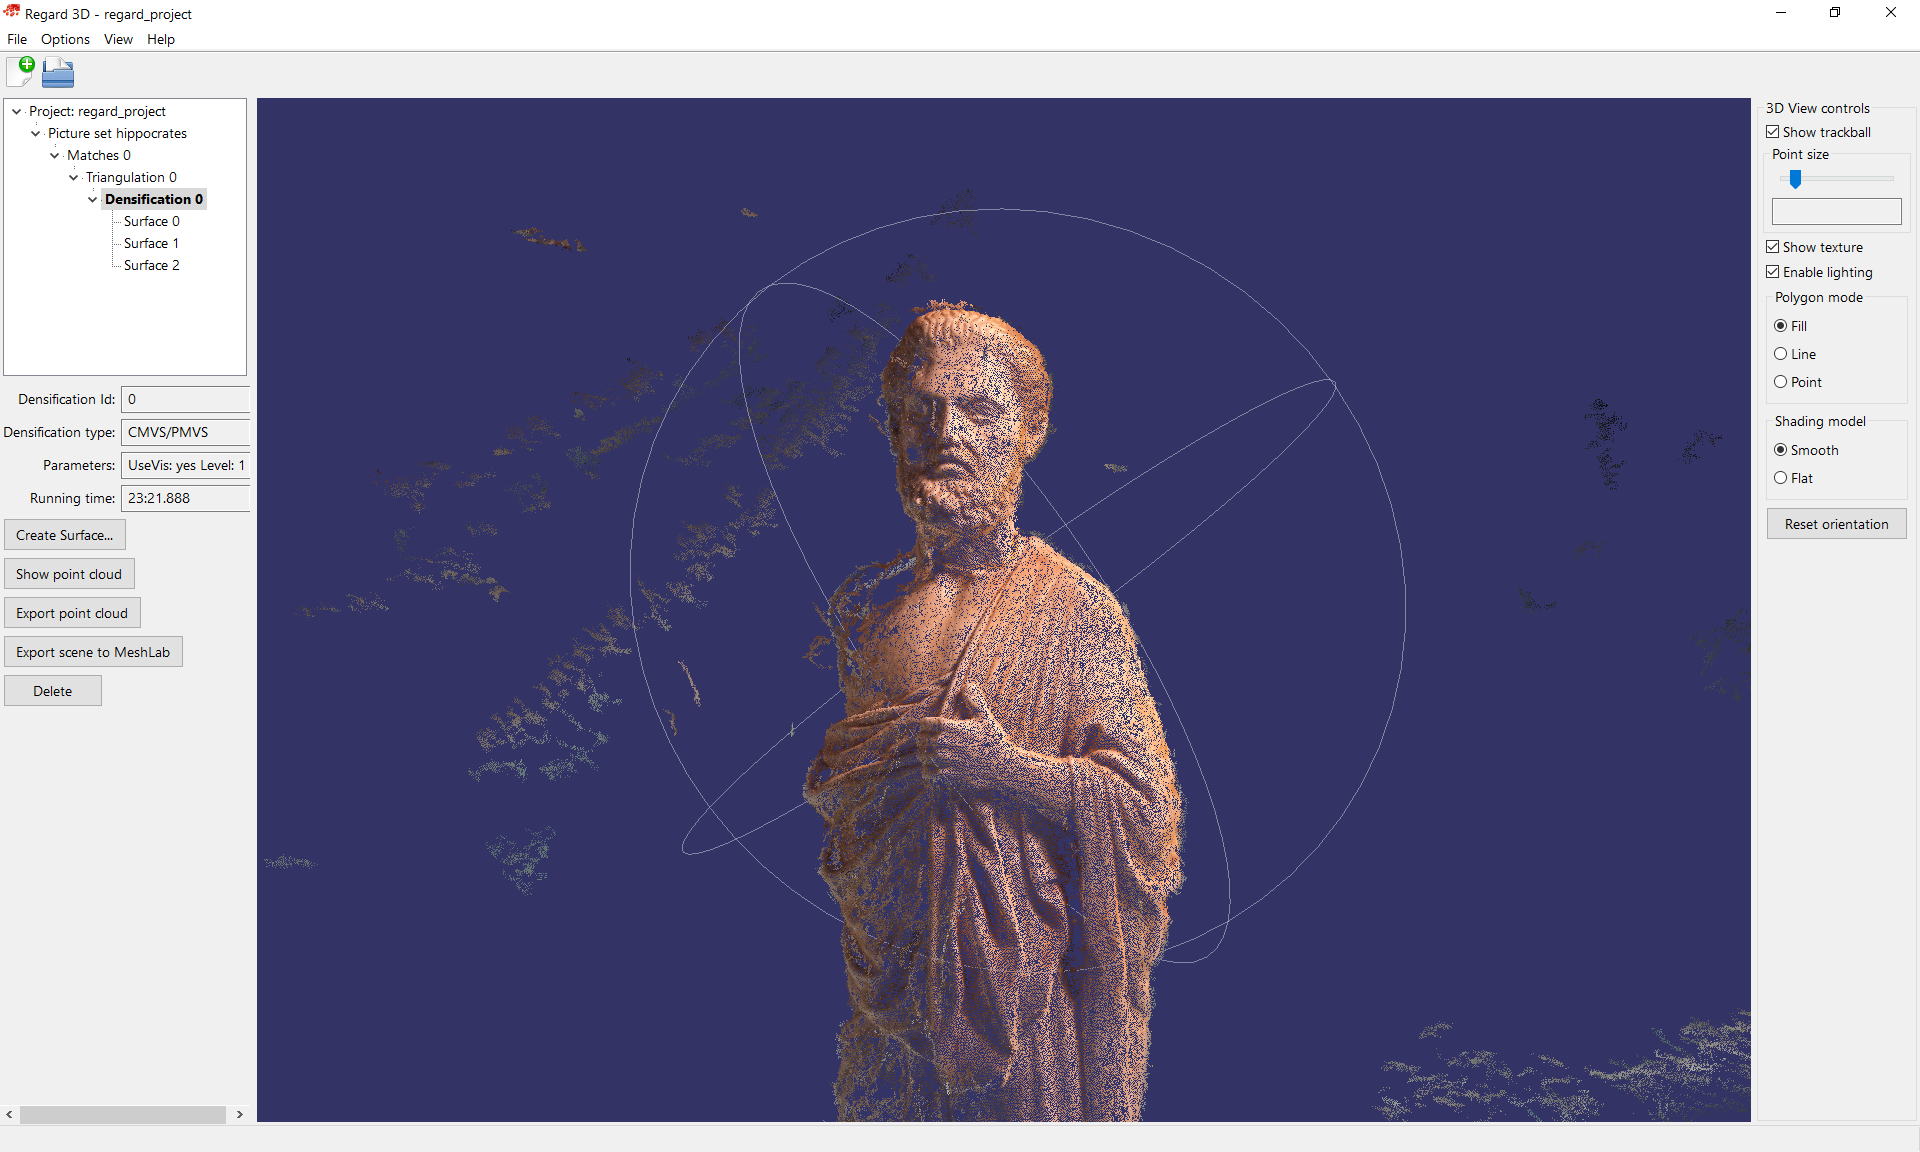 Regard 3D - regard_project
File Options View Help
Project: regard_project
Picture set hippocrates
Matches 0
Triangulation 0
Densification 0
Surface 0
Surface 1
Surface 2
Densification Id: 0
Densification type: CMVS/PMVS
Parameters: UseVis: yes Level: 1
Running time: 23:21.888
Create Surface...
Show point cloud
Export point cloud
Export scene to MeshLab
Delete
3D View controls
Show trackball
Point size
Show texture
Enable lighting
Polygon mode
Fill
Line
Point
Shading model
Smooth
Flat
Reset orientation